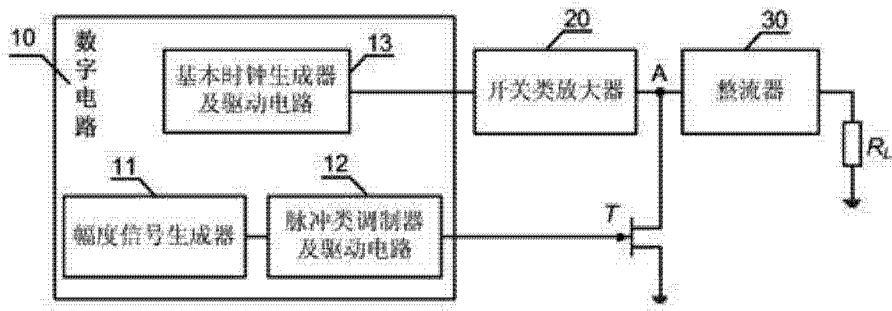 10
数字电路
13
基本时钟生成器
及驱动电路
20
开关类放大器
A
30
整流器
R_L
11
幅度信号生成器
12
脉冲类调制器
及驱动电路
T